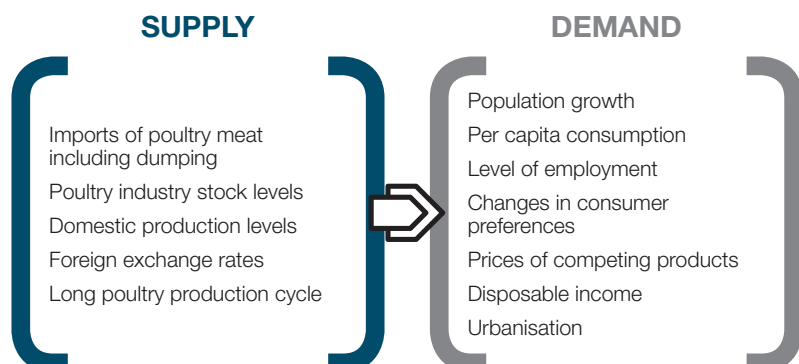 SUPPLY
Imports of poultry meat
including dumping
Poultry industry stock levels
Domestic production levels
Foreign exchange rates
Long poultry production cycle
DEMAND
Population growth
Per capita consumption
Level of employment
Changes in consumer
preferences
Prices of competing products
Disposable income
Urbanisation